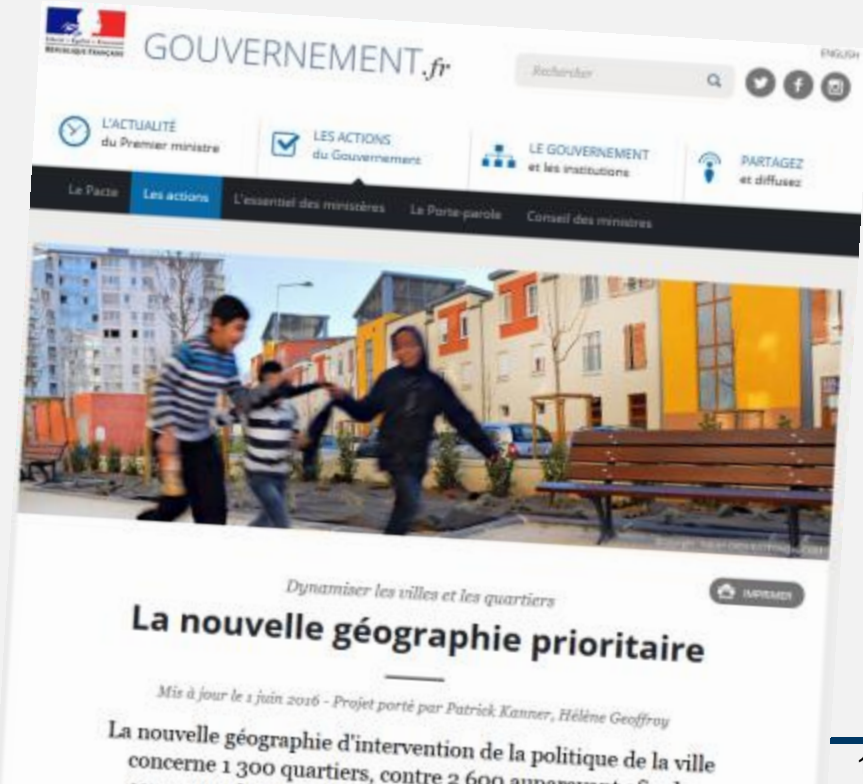 ENGLISH
RÉPUBLIQUE FRANÇAISE
GOUVERNEMENT.fr
Rechercher
L'ACTUALITÉ
du Premier ministre
LES ACTIONS
du Gouvernement
LE GOUVERNEMENT
et les institutions
PARTAGEZ
et diffusez
Le Pacte Les actions L'essentiel des ministères Le Porte-parole Conseil des ministres
IMPRIMER
Dynamiser les villes et les quartiers
La nouvelle géographie prioritaire
Mis à jour le 1 juin 2016 - Projet porté par Patrick Kanner, Hélène Geoffroy
La nouvelle géographie d'intervention de la politique de la ville
concerne 1 300 quartiers, contre 2 600